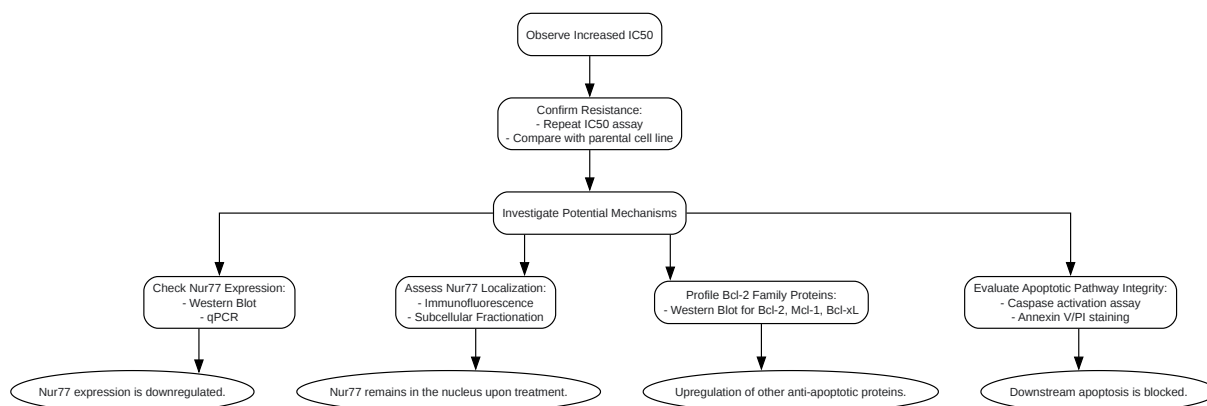 Observe Increased IC50
Confirm Resistance:
- Repeat IC50 assay
- Compare with parental cell line
Investigate Potential Mechanisms
Check Nur77 Expression:
- Western Blot
- qPCR
Assess Nur77 Localization:
- Immunofluorescence
- Subcellular Fractionation
Profile Bcl-2 Family Proteins:
- Western Blot for Bcl-2, Mcl-1, Bcl-xL
Evaluate Apoptotic Pathway Integrity:
- Caspase activation assay
- Annexin V/PI staining
Nur77 expression is downregulated.
Nur77 remains in the nucleus upon treatment.
Upregulation of other anti-apoptotic proteins.
Downstream apoptosis is blocked.